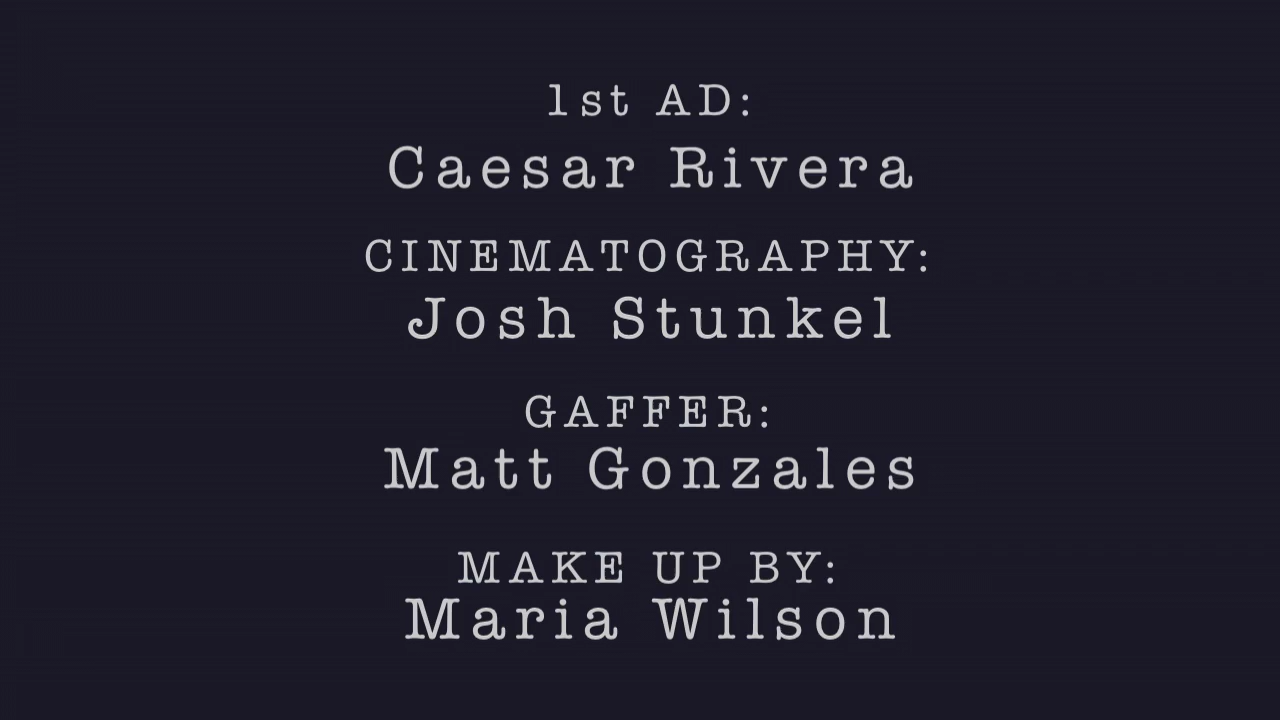 1st AD:
Caesar Rivera
CINEMATOGRAPHY:
Josh Stunkel
GAFFER:
Matt Gonzales
MAKE UP BY:
Maria Wilson